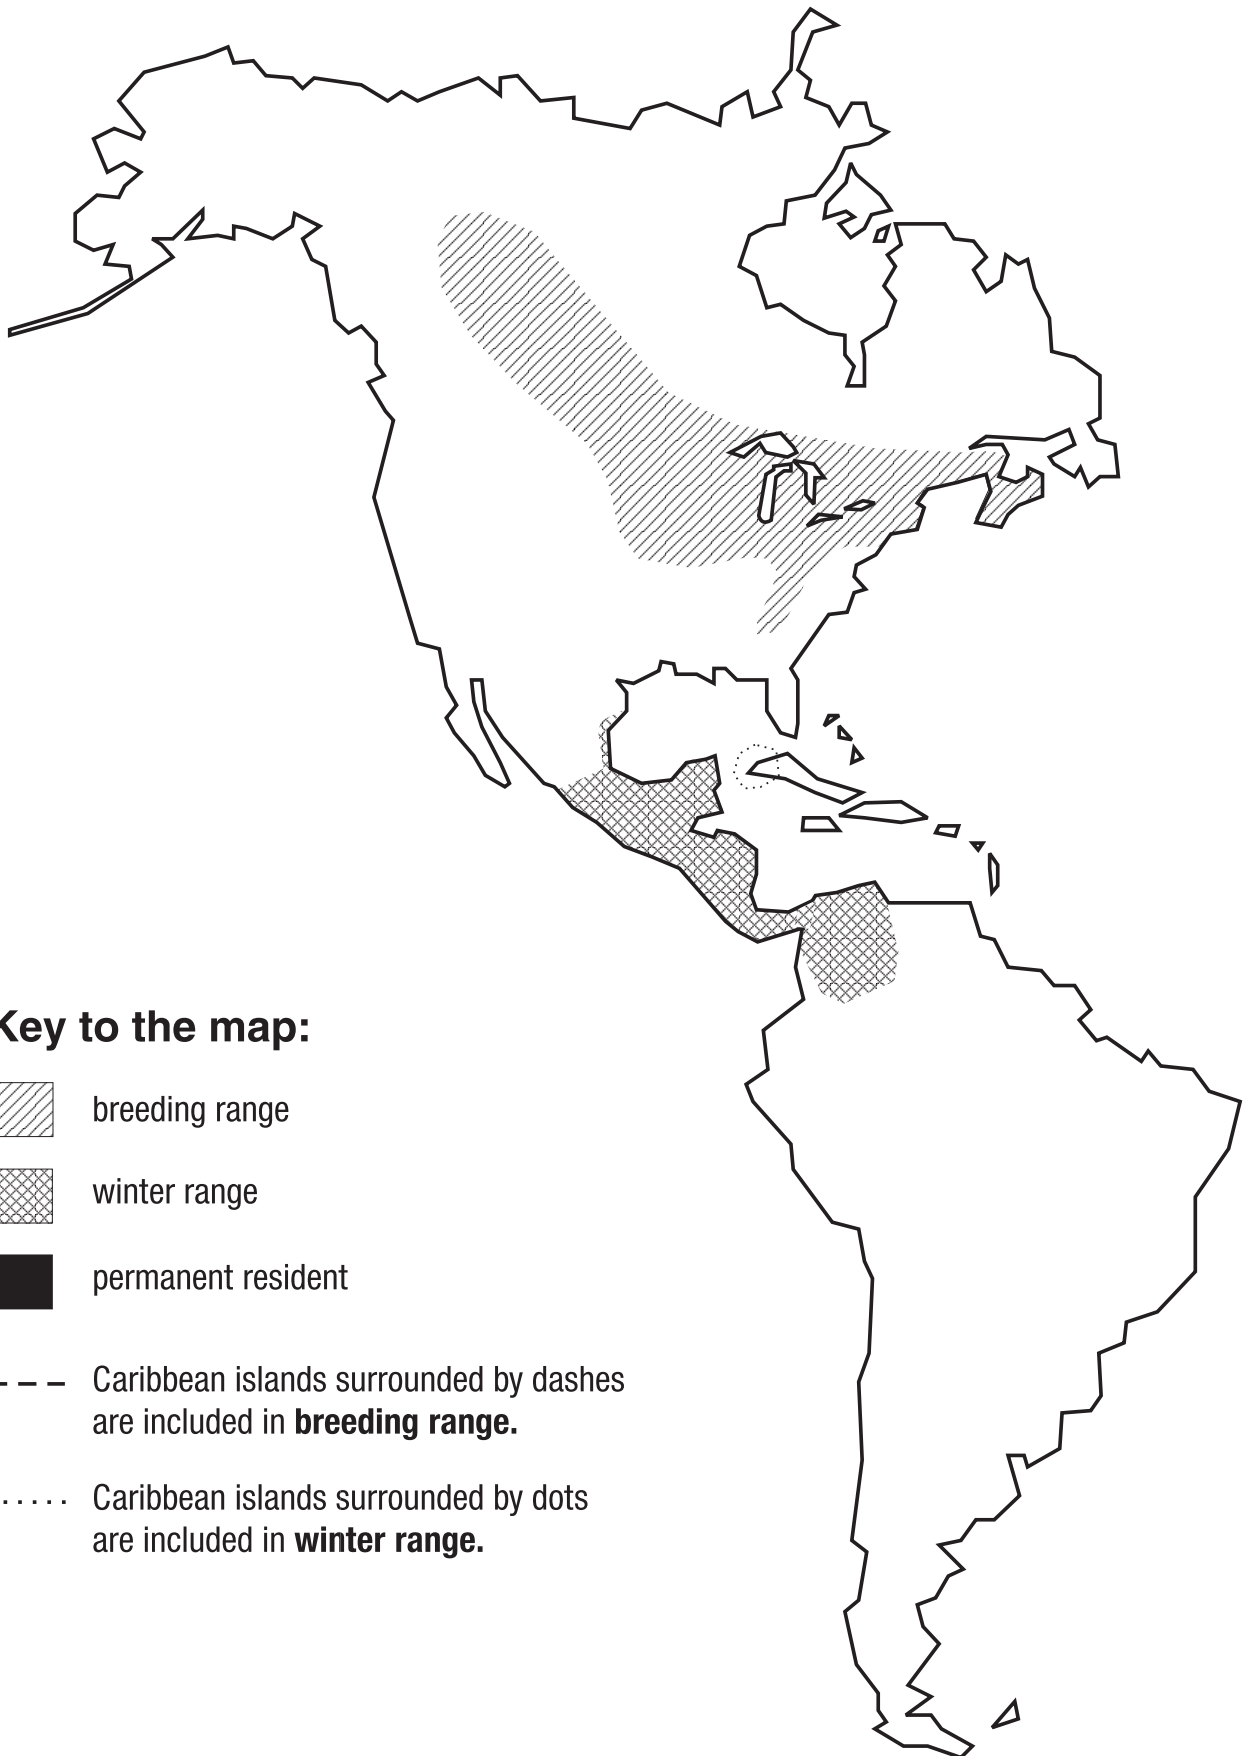 Key to the map:
breeding range
winter range
permanent resident
Caribbean islands surrounded by dashes
are included in breeding range.
Caribbean islands surrounded by dots
are included in winter range.